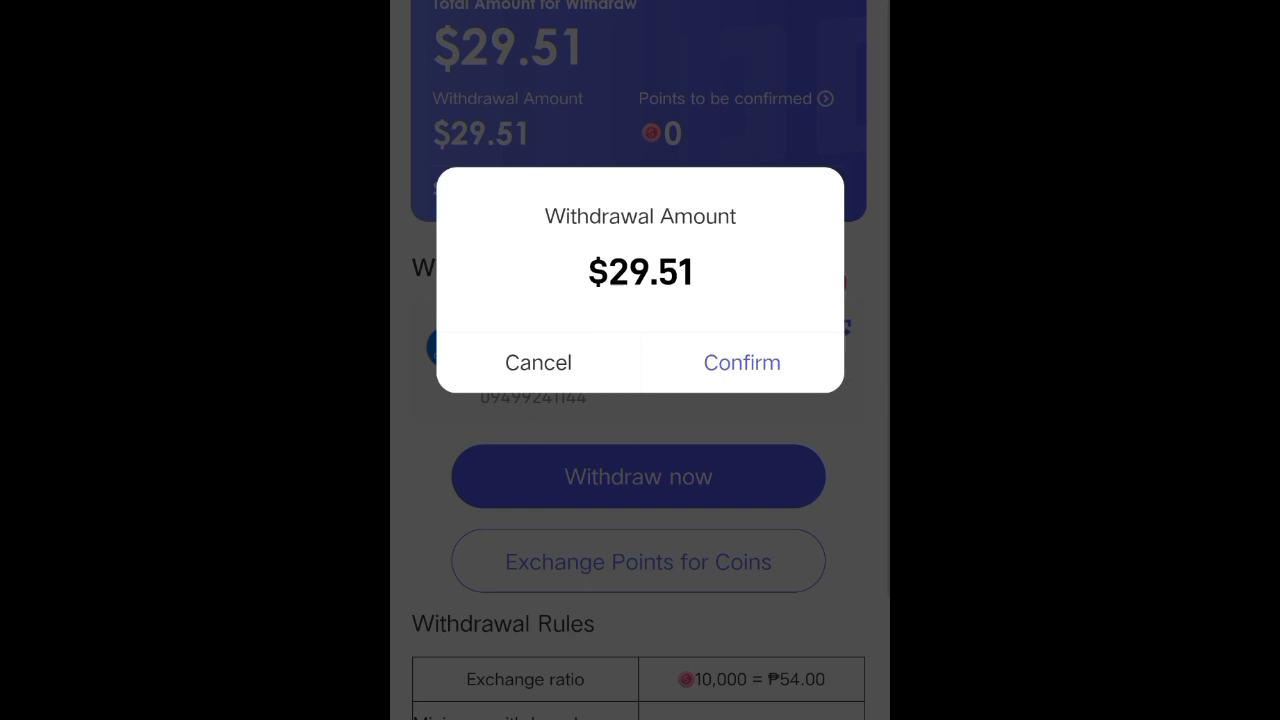 Total Amount for Withdraw
$29.51
Withdrawal Amount
Points to be confirmed
$29.51
0
Withdrawal Amount
$29.51
Cancel
Confirm
09499241144
Withdraw now
Exchange Points for Coins
Withdrawal Rules
Exchange ratio
10,000 = ₱54.00